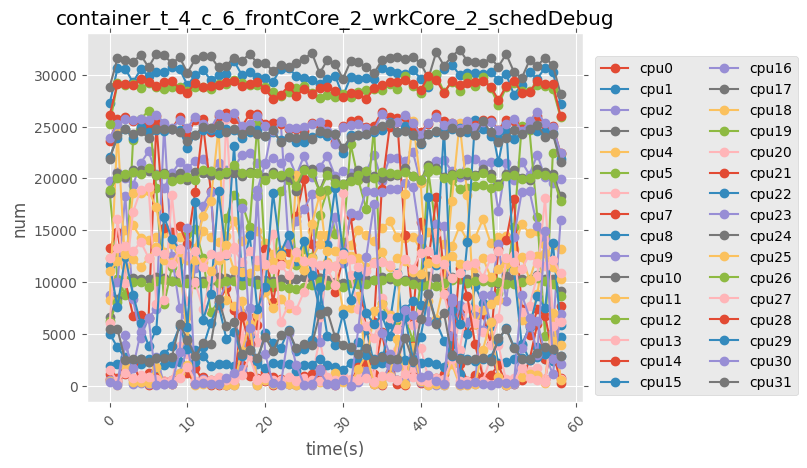 container_t_4_c_6_frontCore_2_wrkCore_2_schedDebug
30000
25000
20000
15000
10000
5000
0
num
0
10
20
30
40
50
60
time(s)
cpu0
cpu1
cpu2
cpu3
cpu4
cpu5
cpu6
cpu7
cpu8
cpu9
cpu10
cpu11
cpu12
cpu13
cpu14
cpu15
cpu16
cpu17
cpu18
cpu19
cpu20
cpu21
cpu22
cpu23
cpu24
cpu25
cpu26
cpu27
cpu28
cpu29
cpu30
cpu31